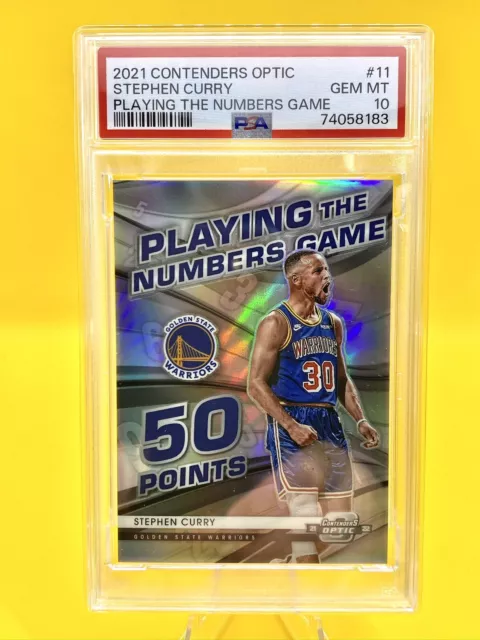 2021 CONTENDERS OPTIC #11
STEPHEN CURRY GEM MT
PLAYING THE NUMBERS GAME 10
PSA 74058183
PLAYING THE
NUMBERS GAME
GOLDEN STATE
WARRIORS
WARRIORS
30
50
POINTS
STEPHEN CURRY
GOLDEN STATE WARRIORS
CONTENDERS
OPTIC